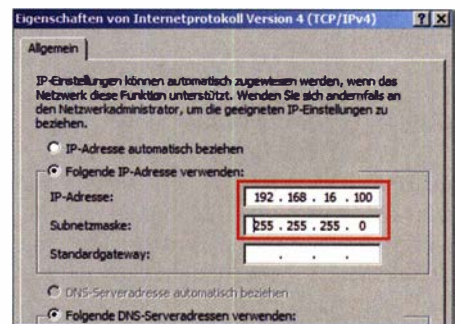 Eigenschaften von Internetprotokoll Version 4 (TCP/IPv4)
Allgemein
IP-Einstellungen können automatisch zugewiesen werden, wenn das
Netzwerk diese Funktion unterstützt. Wenden Sie sich andernfalls an
den Netzwerkadministrator, um die geeigneten IP-Einstellungen zu
beziehen.
IP-Adresse automatisch beziehen
Folgende IP-Adresse verwenden:
IP-Adresse: 192 . 168 . 16 . 100
Subnetzmaske: 255 . 255 . 255 . 0
Standardgateway: . . .
DNS-Serveradresse automatisch beziehen
Folgende DNS-Serveradressen verwenden: